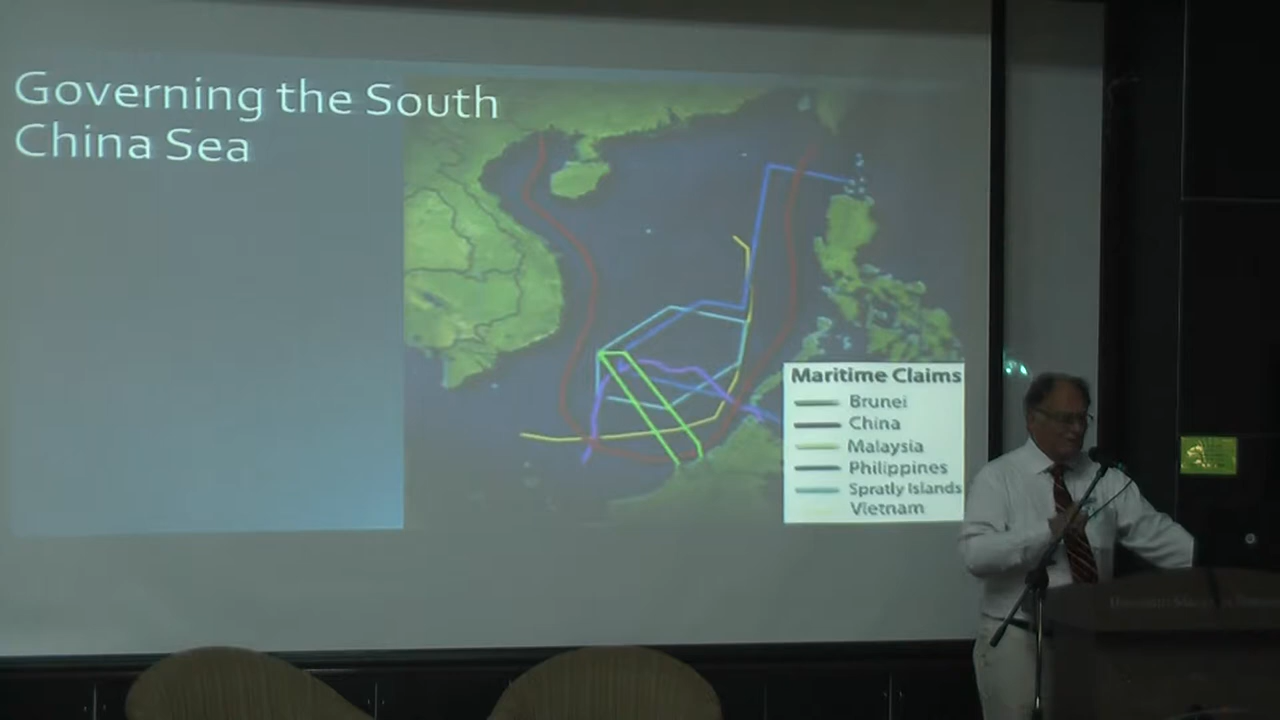 Governing the South
China Sea
Maritime Claims
Brunei
China
Malaysia
Philippines
Spratly Islands
Vietnam